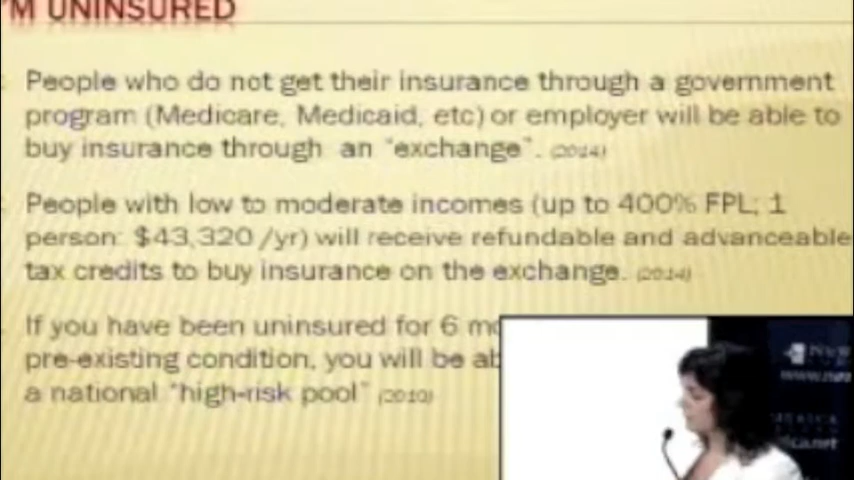 'M UNINSURED
People who do not get their insurance through a government
program (Medicare, Medicaid, etc) or employer will be able to
buy insurance through an "exchange". (2014)
People with low to moderate incomes (up to 400% FPL; 1
person: $43,320 /yr) will receive refundable and advanceable
tax credits to buy insurance on the exchange. (2014)
If you have been uninsured for 6 mo
pre-existing condition, you will be ab
a national "high-risk pool" (2010)